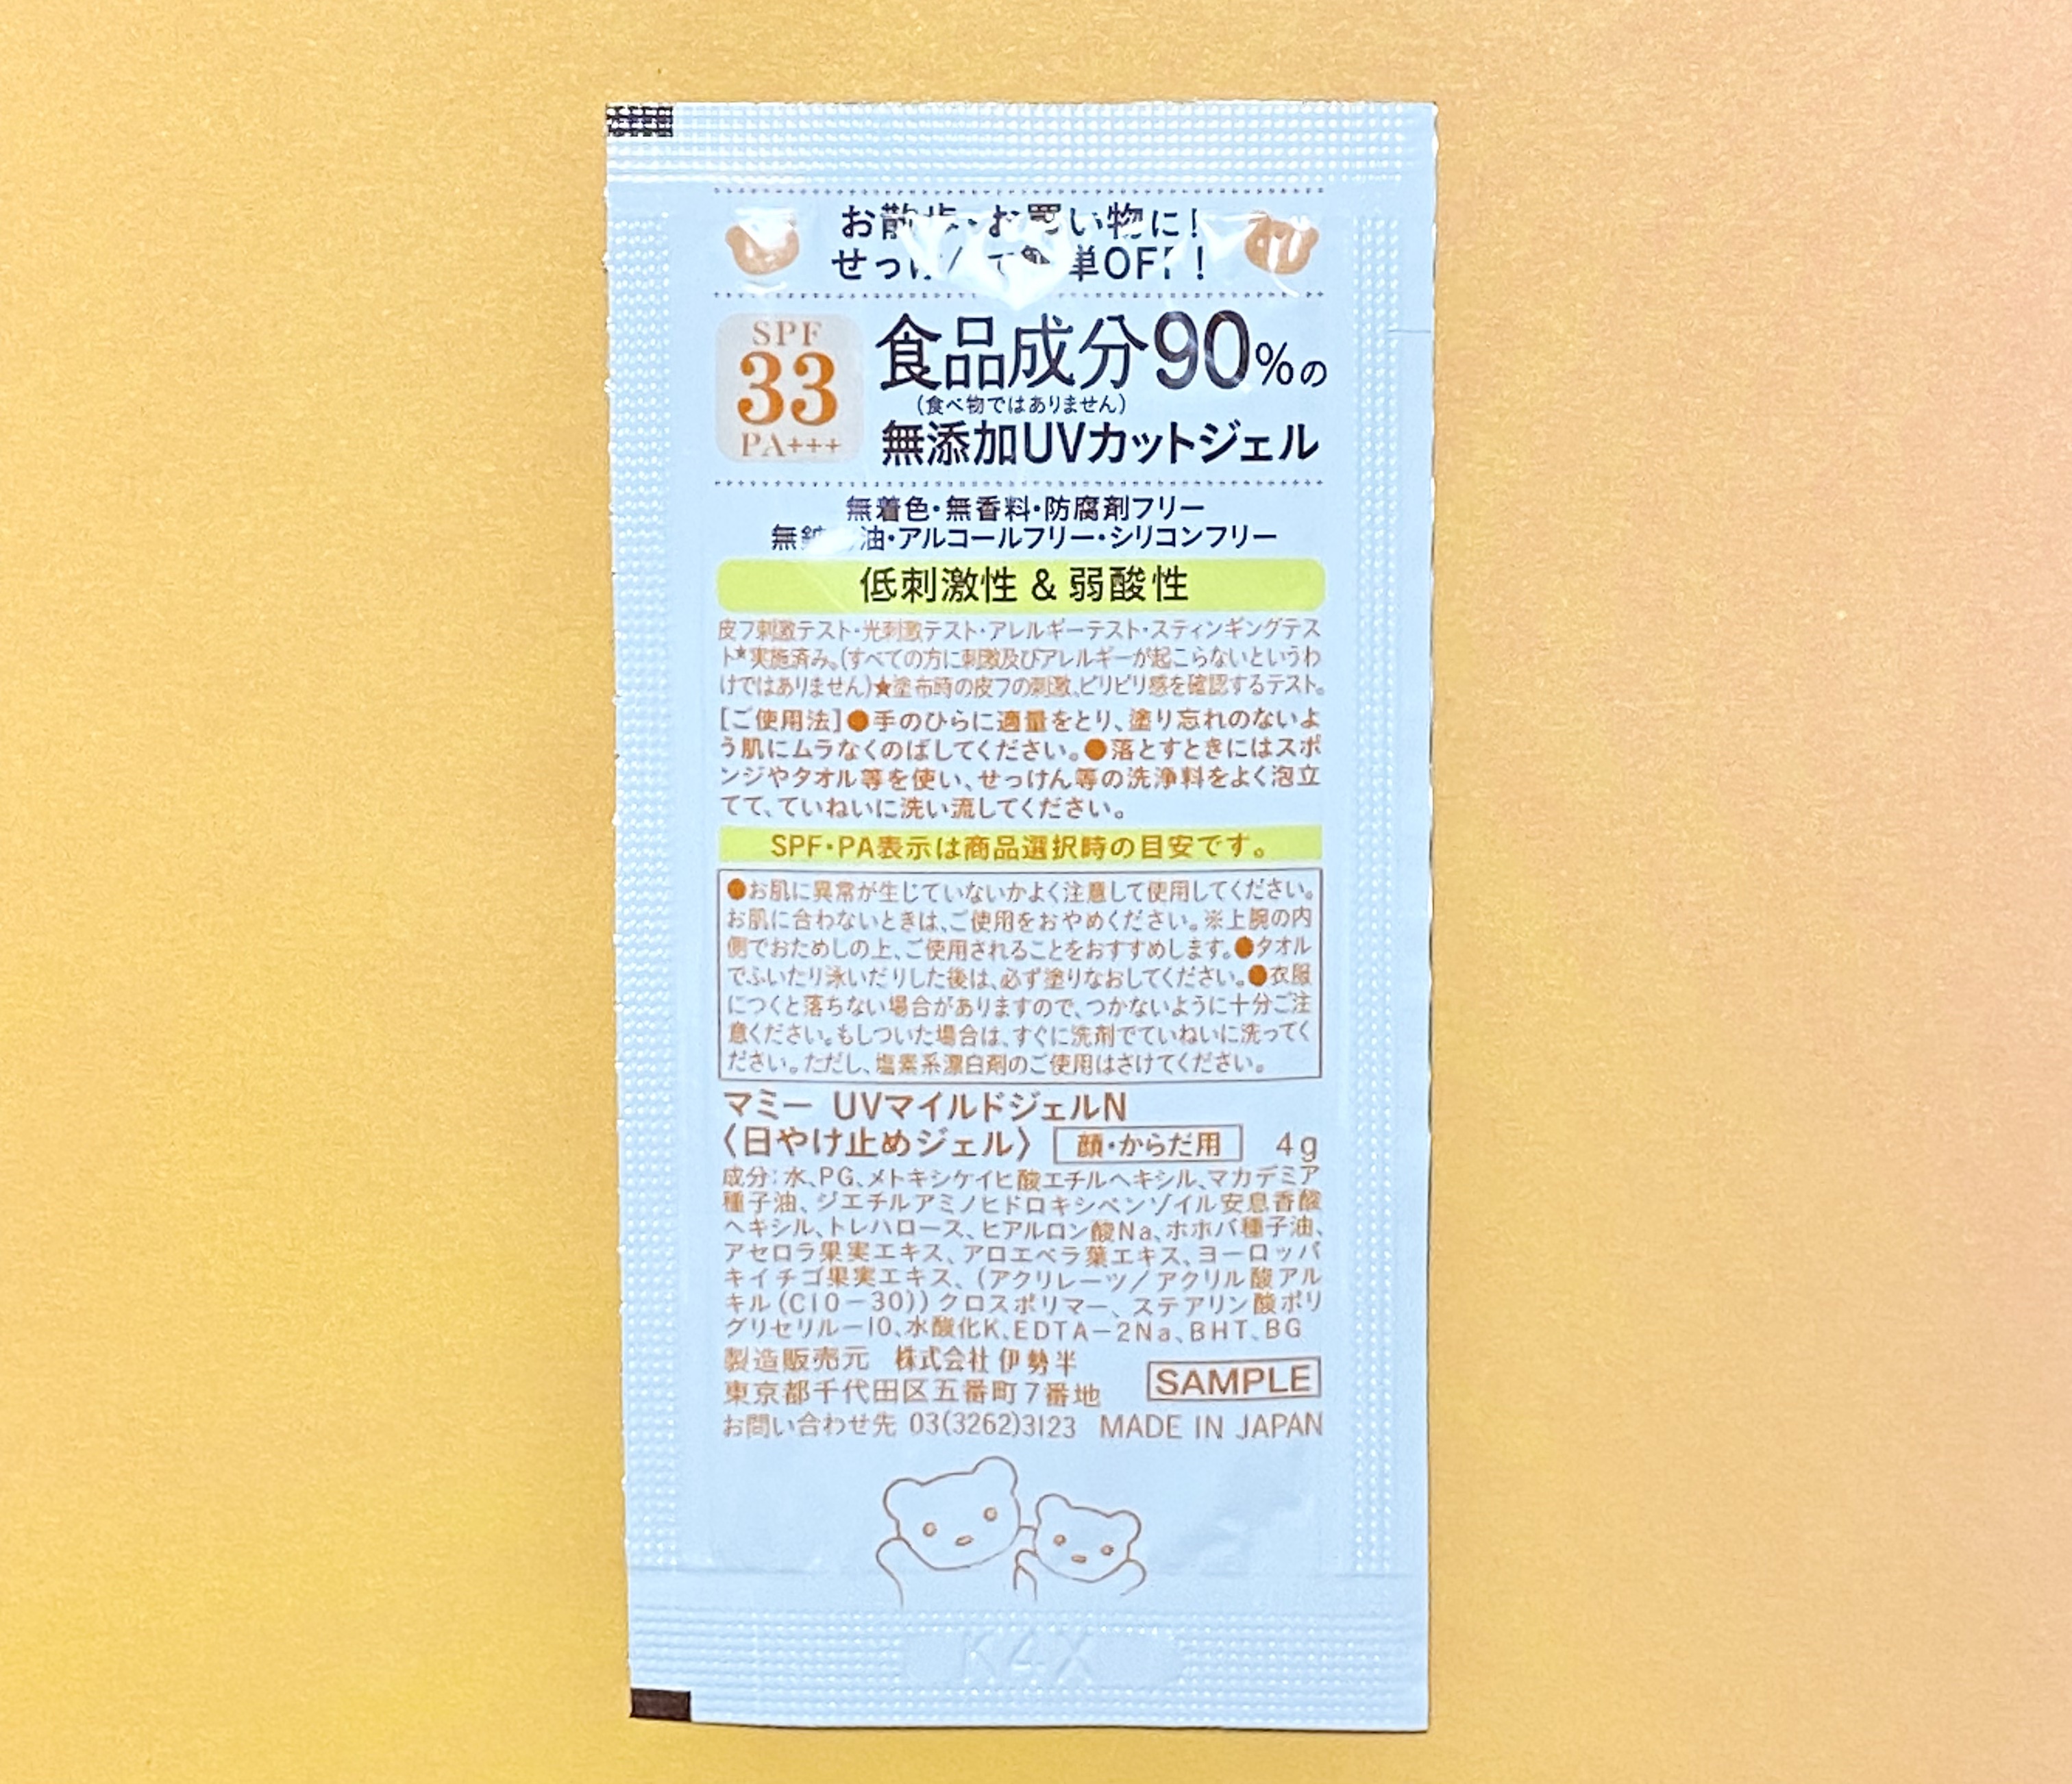 お散歩・お買い物に!
せっけんで簡単OFF!
SPF
33
PA+++
食品成分90%の
(食べ物ではありません)
無添加UVカットジェル
無着色・無香料・防腐剤フリー
無鉱物油・アルコールフリー・シリコンフリー
低刺激性 & 弱酸性
皮フ刺激テスト・光刺激テスト・アレルギーテスト・スティンギングテス
ト★実施済み。(すべての方に刺激及びアレルギーが起こらないというわ
けではありません)★塗布時の皮フの刺激、ピリピリ感を確認するテスト。
[ご使用法]●手のひらに適量をとり、塗り忘れのないよ
う肌にムラなくのばしてください。●落とすときにはスポ
ンジやタオル等を使い、せっけん等の洗浄料をよく泡立
てて、ていねいに洗い流してください。
SPF・PA表示は商品選択時の目安です。
●お肌に異常が生じていないかよく注意して使用してください。
お肌に合わないときは、ご使用をおやめください。※上腕の内
側でおためしの上、ご使用されることをおすすめします。●タオル
でふいたり泳いだりした後は、必ず塗りなおしてください。●衣服
につくと落ちない場合がありますので、つかないように十分ご注
意ください。もしついた場合は、すぐに洗剤でていねいに洗ってく
ださい。ただし、塩素系漂白剤のご使用はさけてください。
マミー UVマイルドジェルN
〈日やけ止めジェル〉 顔・からだ用 4g
成分:水、PG、メトキシケイヒ酸エチルヘキシル、マカデミア
種子油、ジエチルアミノヒドロキシベンゾイル安息香酸
ヘキシル、トレハロース、ヒアルロン酸Na、ホホバ種子油、
アセロラ果実エキス、アロエベラ葉エキス、ヨーロッパ
キイチゴ果実エキス、(アクリレーツ/アクリル酸アル
キル(C10-30))クロスポリマー、ステアリン酸ポリ
グリセリル-10、水酸化K、EDTA-2Na、BHT、BG
製造販売元 株式会社 伊勢半
東京都千代田区五番町7番地
SAMPLE
お問い合わせ先 03(3262)3123 MADE IN JAPAN
K4X